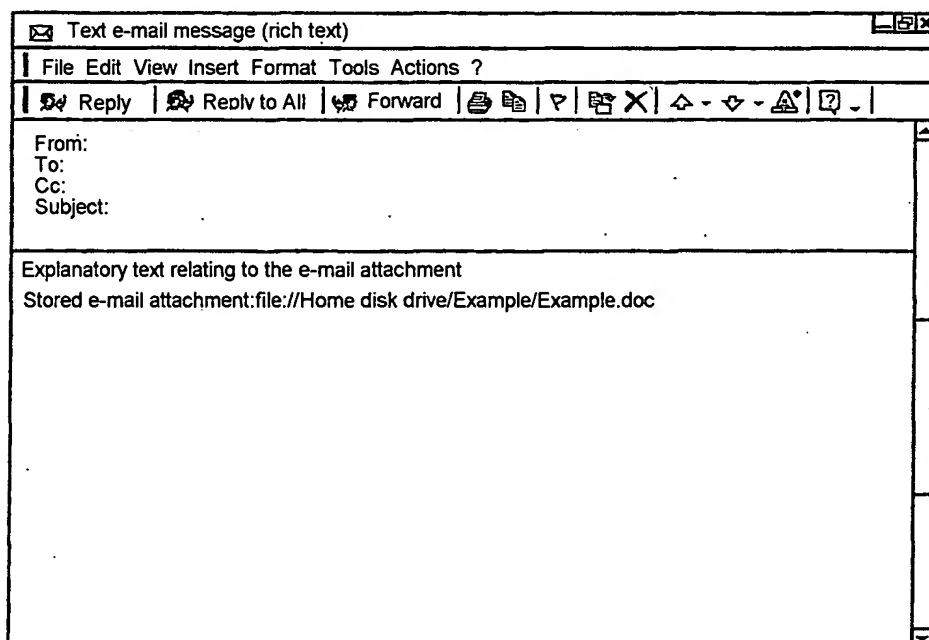 Text e-mail message (rich text)
File Edit View Insert Format Tools Actions ?
Reply Reply to All Forward
From:
To:
Cc:
Subject:
Explanatory text relating to the e-mail attachment
Stored e-mail attachment:file://Home disk drive/Example/Example.doc